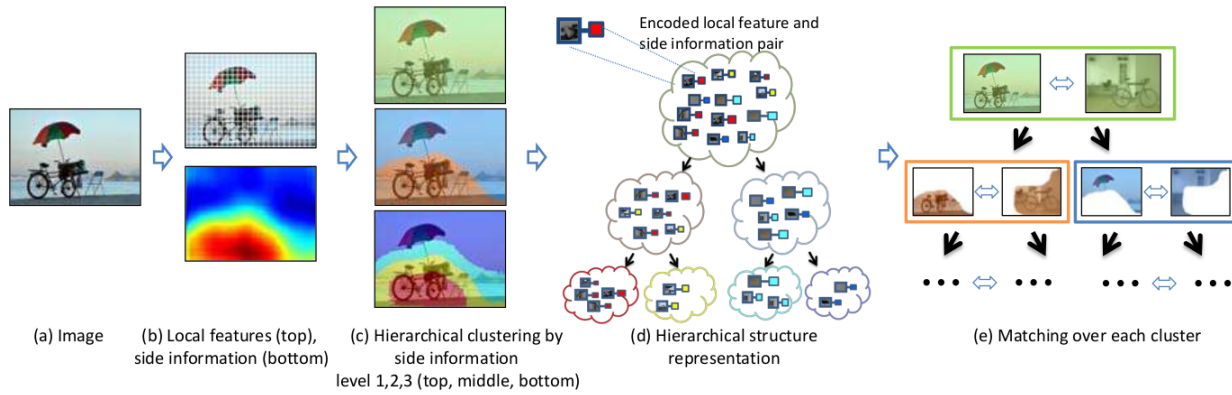 Encoded local feature and
side information pair
(a) Image
(b) Local features (top),
side information (bottom)
(c) Hierarchical clustering by
side information
level 1,2,3 (top, middle, bottom)
(d) Hierarchical structure
representation
(e) Matching over each cluster